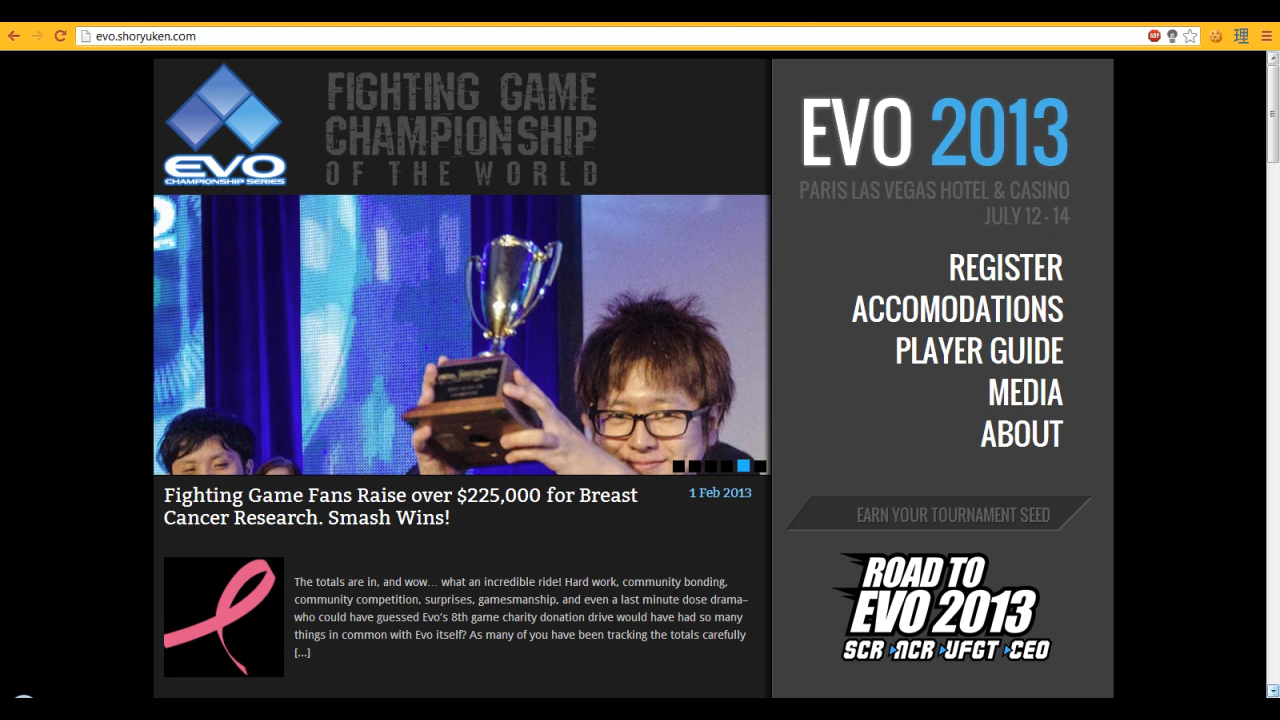 evo.shoryuken.com
ABP
理
EVO
CHAMPIONSHIP SERIES
FIGHTING GAME
CHAMPIONSHIP
OF THE WORLD
Fighting Game Fans Raise over $225,000 for Breast
Cancer Research. Smash Wins!
1 Feb 2013
The totals are in, and wow… what an incredible ride! Hard work, community bonding,
community competition, surprises, gamesmanship, and even a last minute dose drama–
who could have guessed Evo’s 8th game charity donation drive would have had so many
things in common with Evo itself? As many of you have been tracking the totals carefully
[...]
EVO 2013
PARIS LAS VEGAS HOTEL & CASINO
JULY 12 - 14
REGISTER
ACCOMODATIONS
PLAYER GUIDE
MEDIA
ABOUT
EARN YOUR TOURNAMENT SEED
ROAD TO
EVO 2013
SCR NCR UFGT CEO